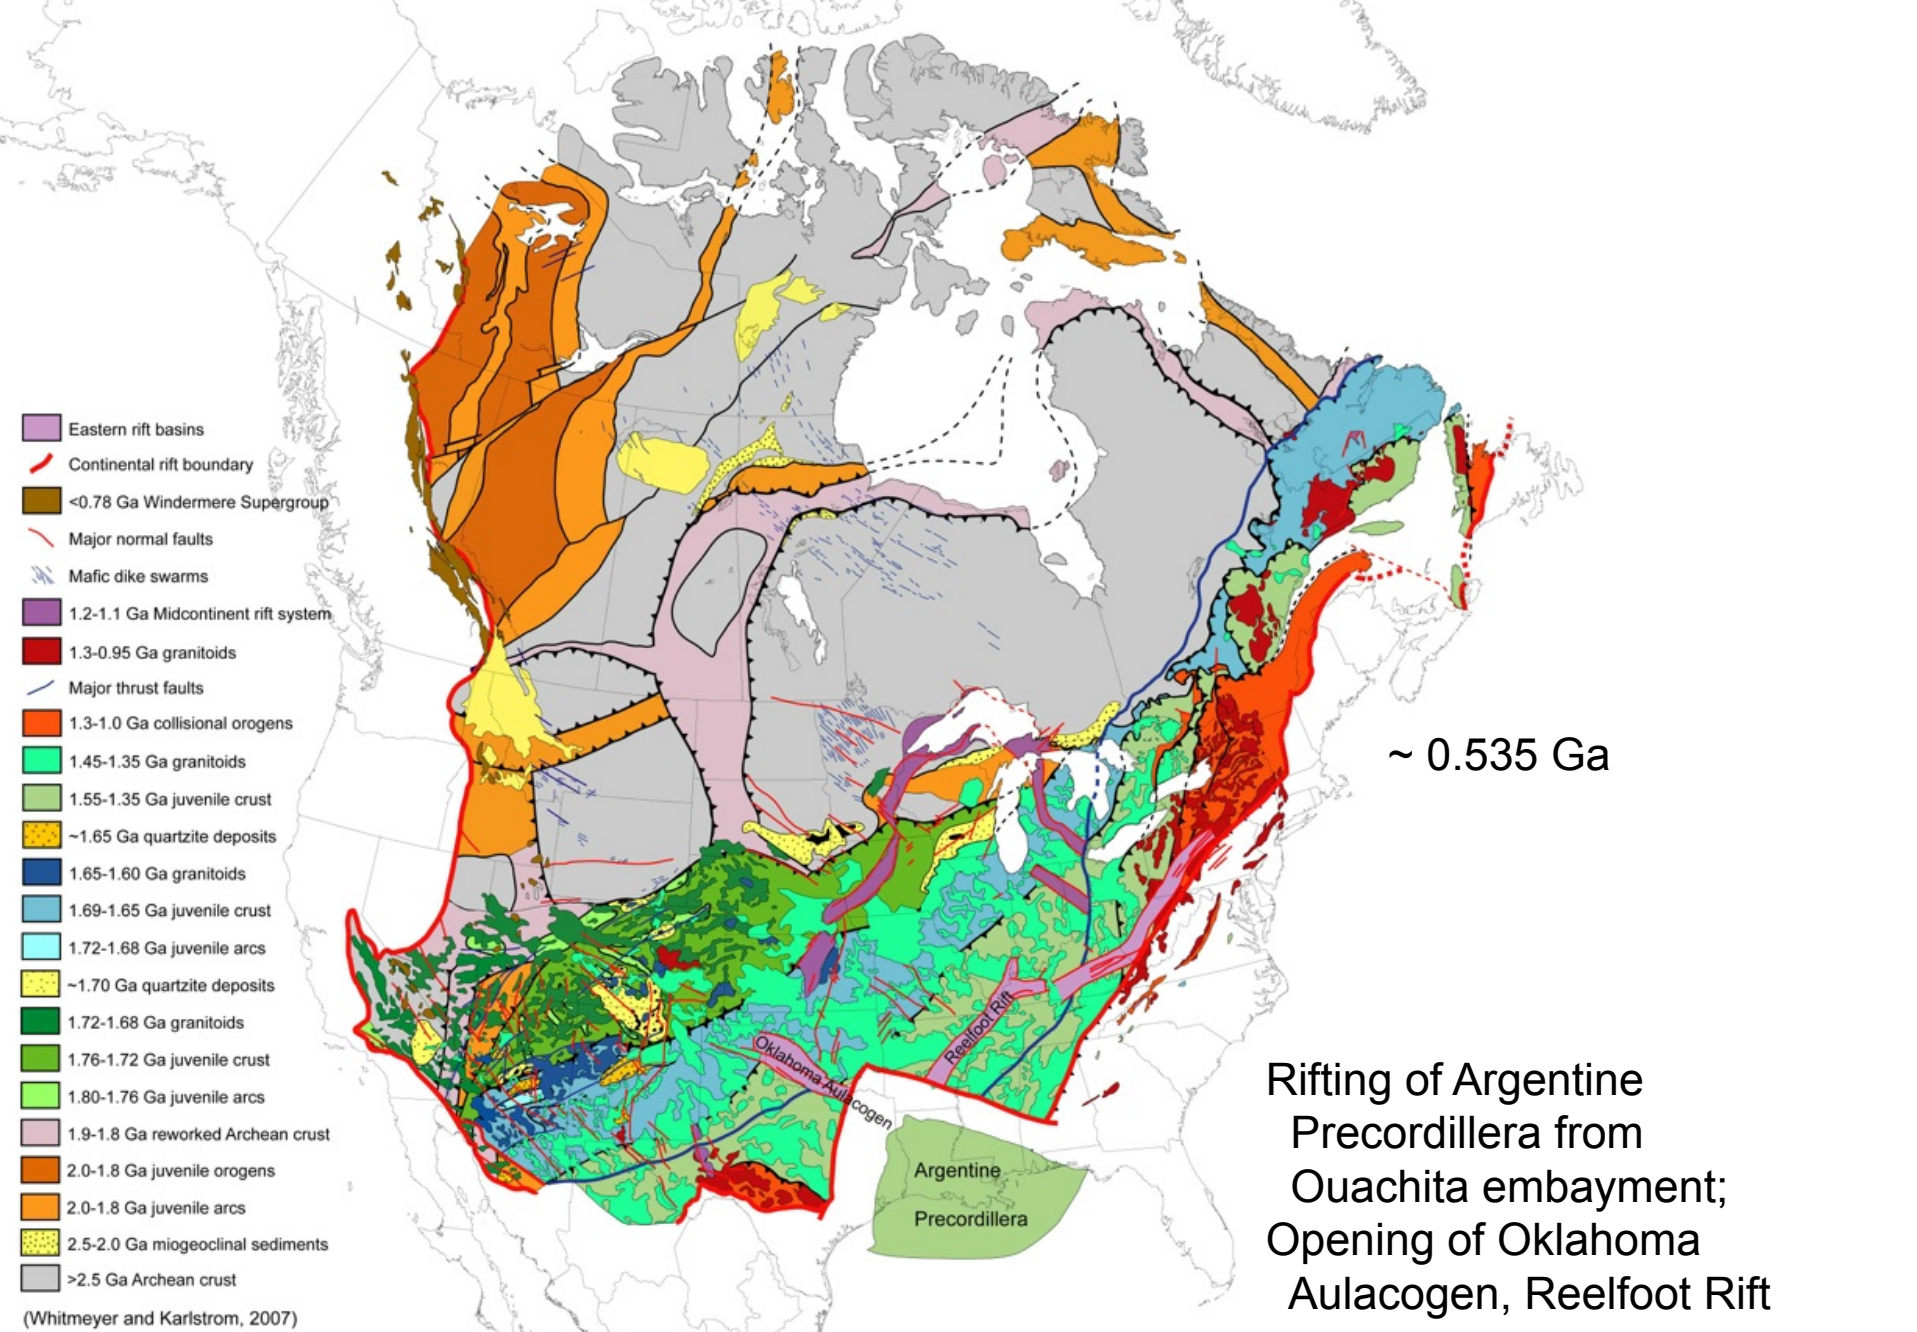 Eastern rift basins
Continental rift boundary
<0.78 Ga Windermere Supergroup
Major normal faults
Mafic dike swarms
1.2-1.1 Ga Midcontinent rift system
1.3-0.95 Ga granitoids
Major thrust faults
1.3-1.0 Ga collisional orogens
1.45-1.35 Ga granitoids
1.55-1.35 Ga juvenile crust
~1.65 Ga quartzite deposits
1.65-1.60 Ga granitoids
1.69-1.65 Ga juvenile crust
1.72-1.68 Ga juvenile arcs
~1.70 Ga quartzite deposits
1.72-1.68 Ga granitoids
1.76-1.72 Ga juvenile crust
1.80-1.76 Ga juvenile arcs
1.9-1.8 Ga reworked Archean crust
2.0-1.8 Ga juvenile orogens
2.0-1.8 Ga juvenile arcs
2.5-2.0 Ga miogeoclinal sediments
>2.5 Ga Archean crust
(Whitmeyer and Karlstrom, 2007)
Reelfoot Rift
Oklahoma Aulacogen
Argentine
Precordillera
~ 0.535 Ga
Rifting of Argentine
Precordillera from
Ouachita embayment;
Opening of Oklahoma
Aulacogen, Reelfoot Rift